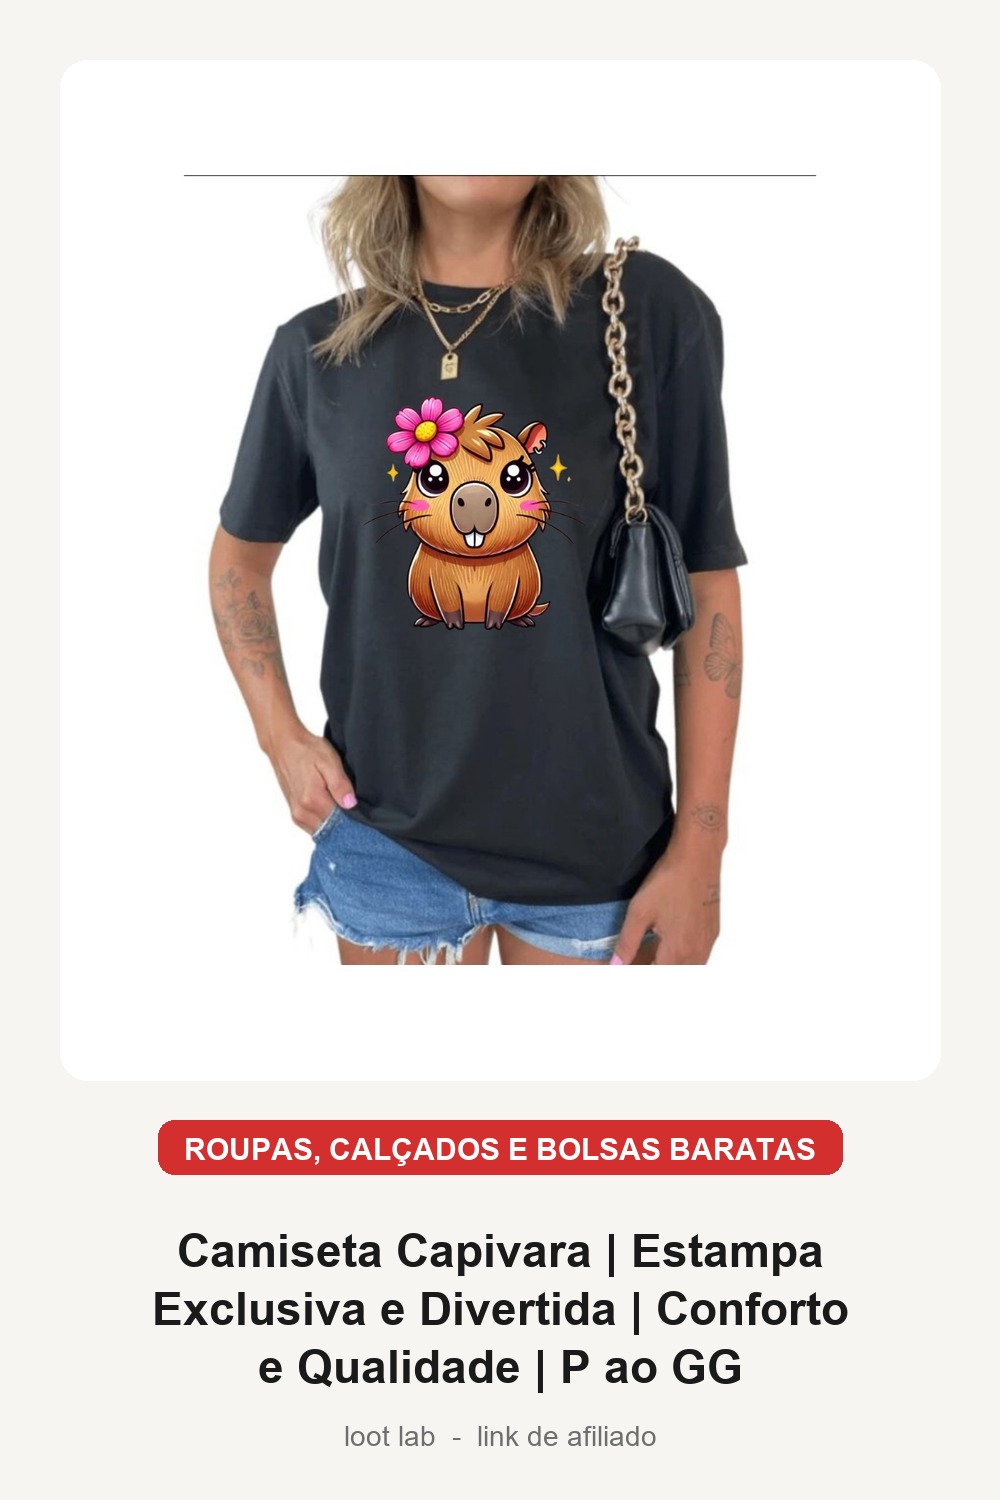 ROUPAS, CALÇADOS E BOLSAS BARATAS
Camiseta Capivara | Estampa
Exclusiva e Divertida | Conforto
e Qualidade | P ao GG
loot lab - link de afiliado